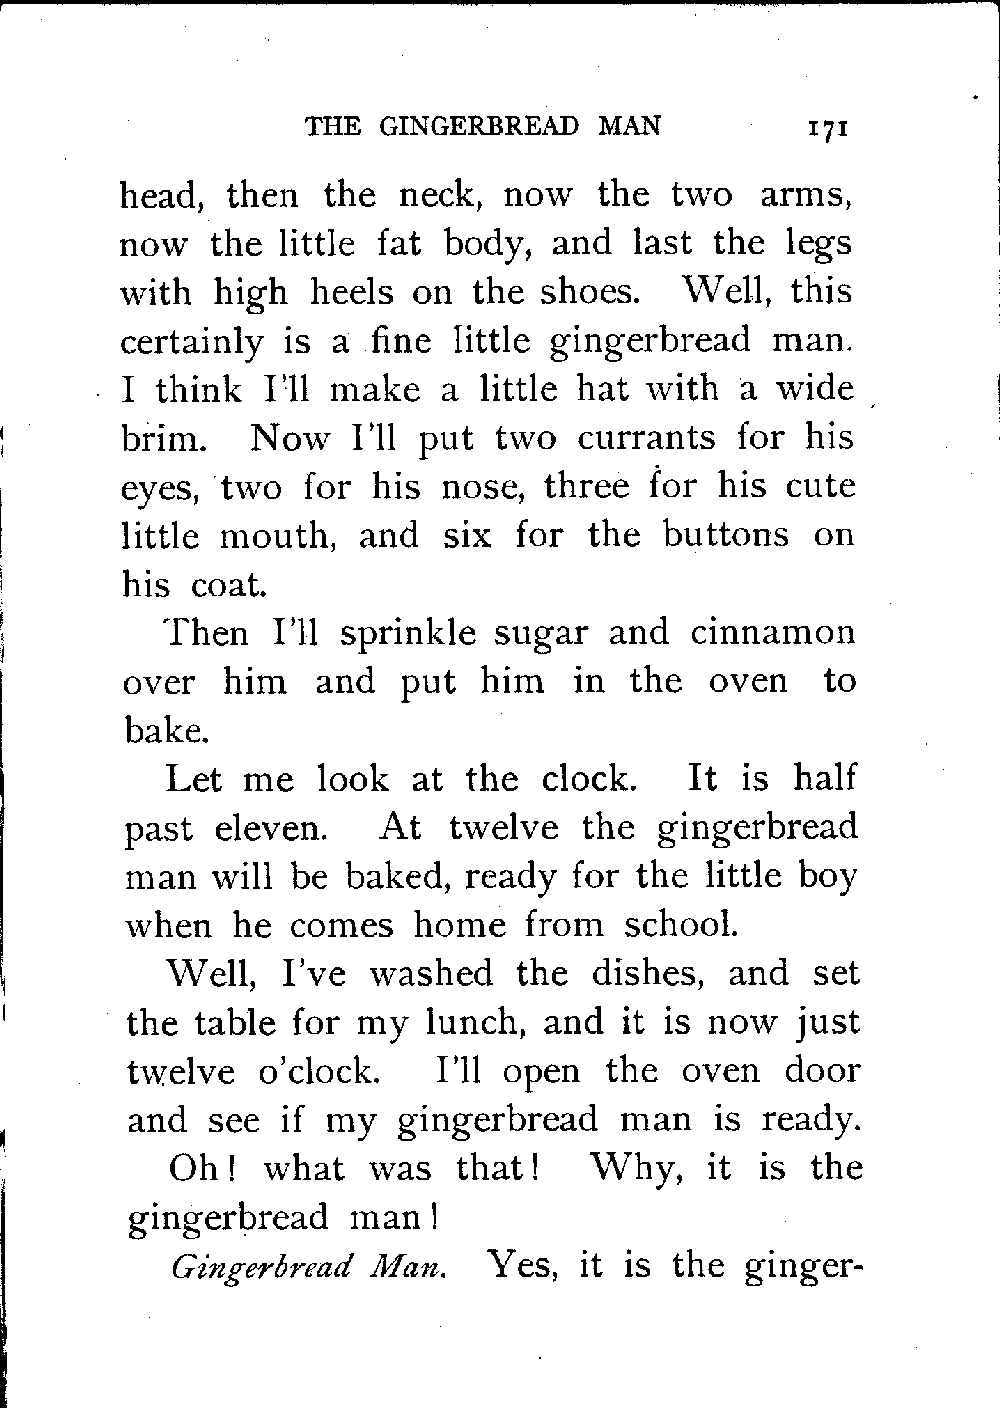 THE GINGERBREAD MAN 171
head, then the neck, now the two arms,
now the little fat body, and last the legs
with high heels on the shoes. Well, this
certainly is a fine little gingerbread man.
I think I'll make a little hat with a wide
brim. Now I'll put two currants for his
eyes, two for his nose, three for his cute
little mouth, and six for the buttons on
his coat.
Then I'll sprinkle sugar and cinnamon
over him and put him in the oven to
bake.
Let me look at the clock. It is half
past eleven. At twelve the gingerbread
man will be baked, ready for the little boy
when he comes home from school.
Well, I've washed the dishes, and set
the table for my lunch, and it is now just
twelve o'clock. I'll open the oven door
and see if my gingerbread man is ready.
Oh! what was that! Why, it is the
gingerbread man!
Gingerbread Man. Yes, it is the ginger-